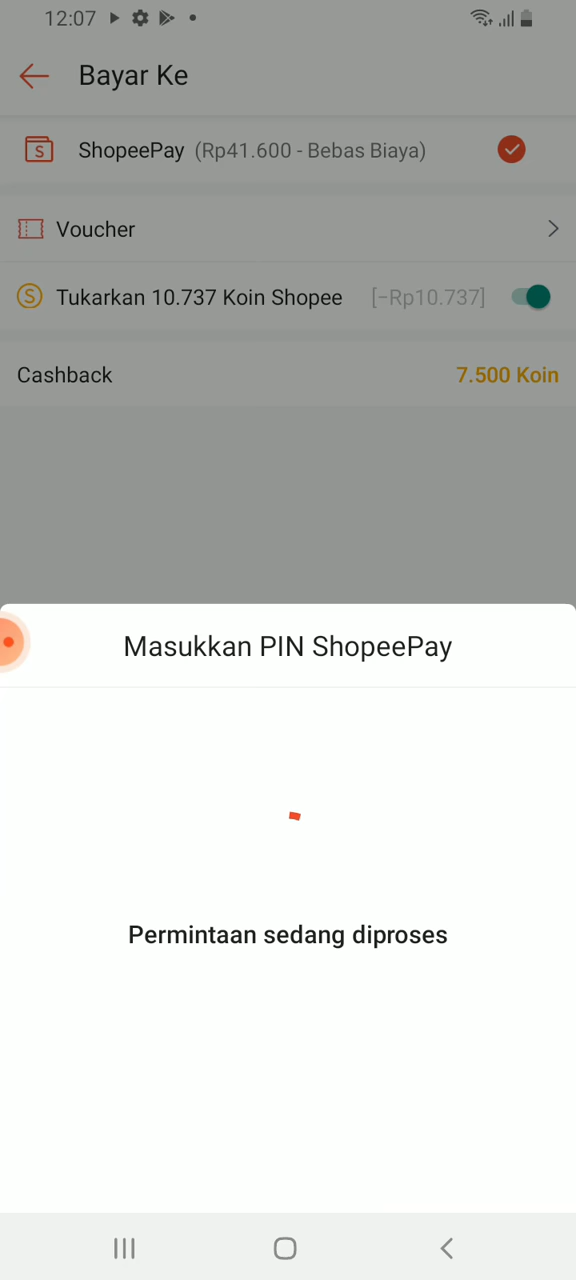 12:07
Bayar Ke
ShopeePay (Rp41.600 - Bebas Biaya)
Voucher
Tukarkan 10.737 Koin Shopee [-Rp10.737]
Cashback 7.500 Koin
Masukkan PIN ShopeePay
Permintaan sedang diproses